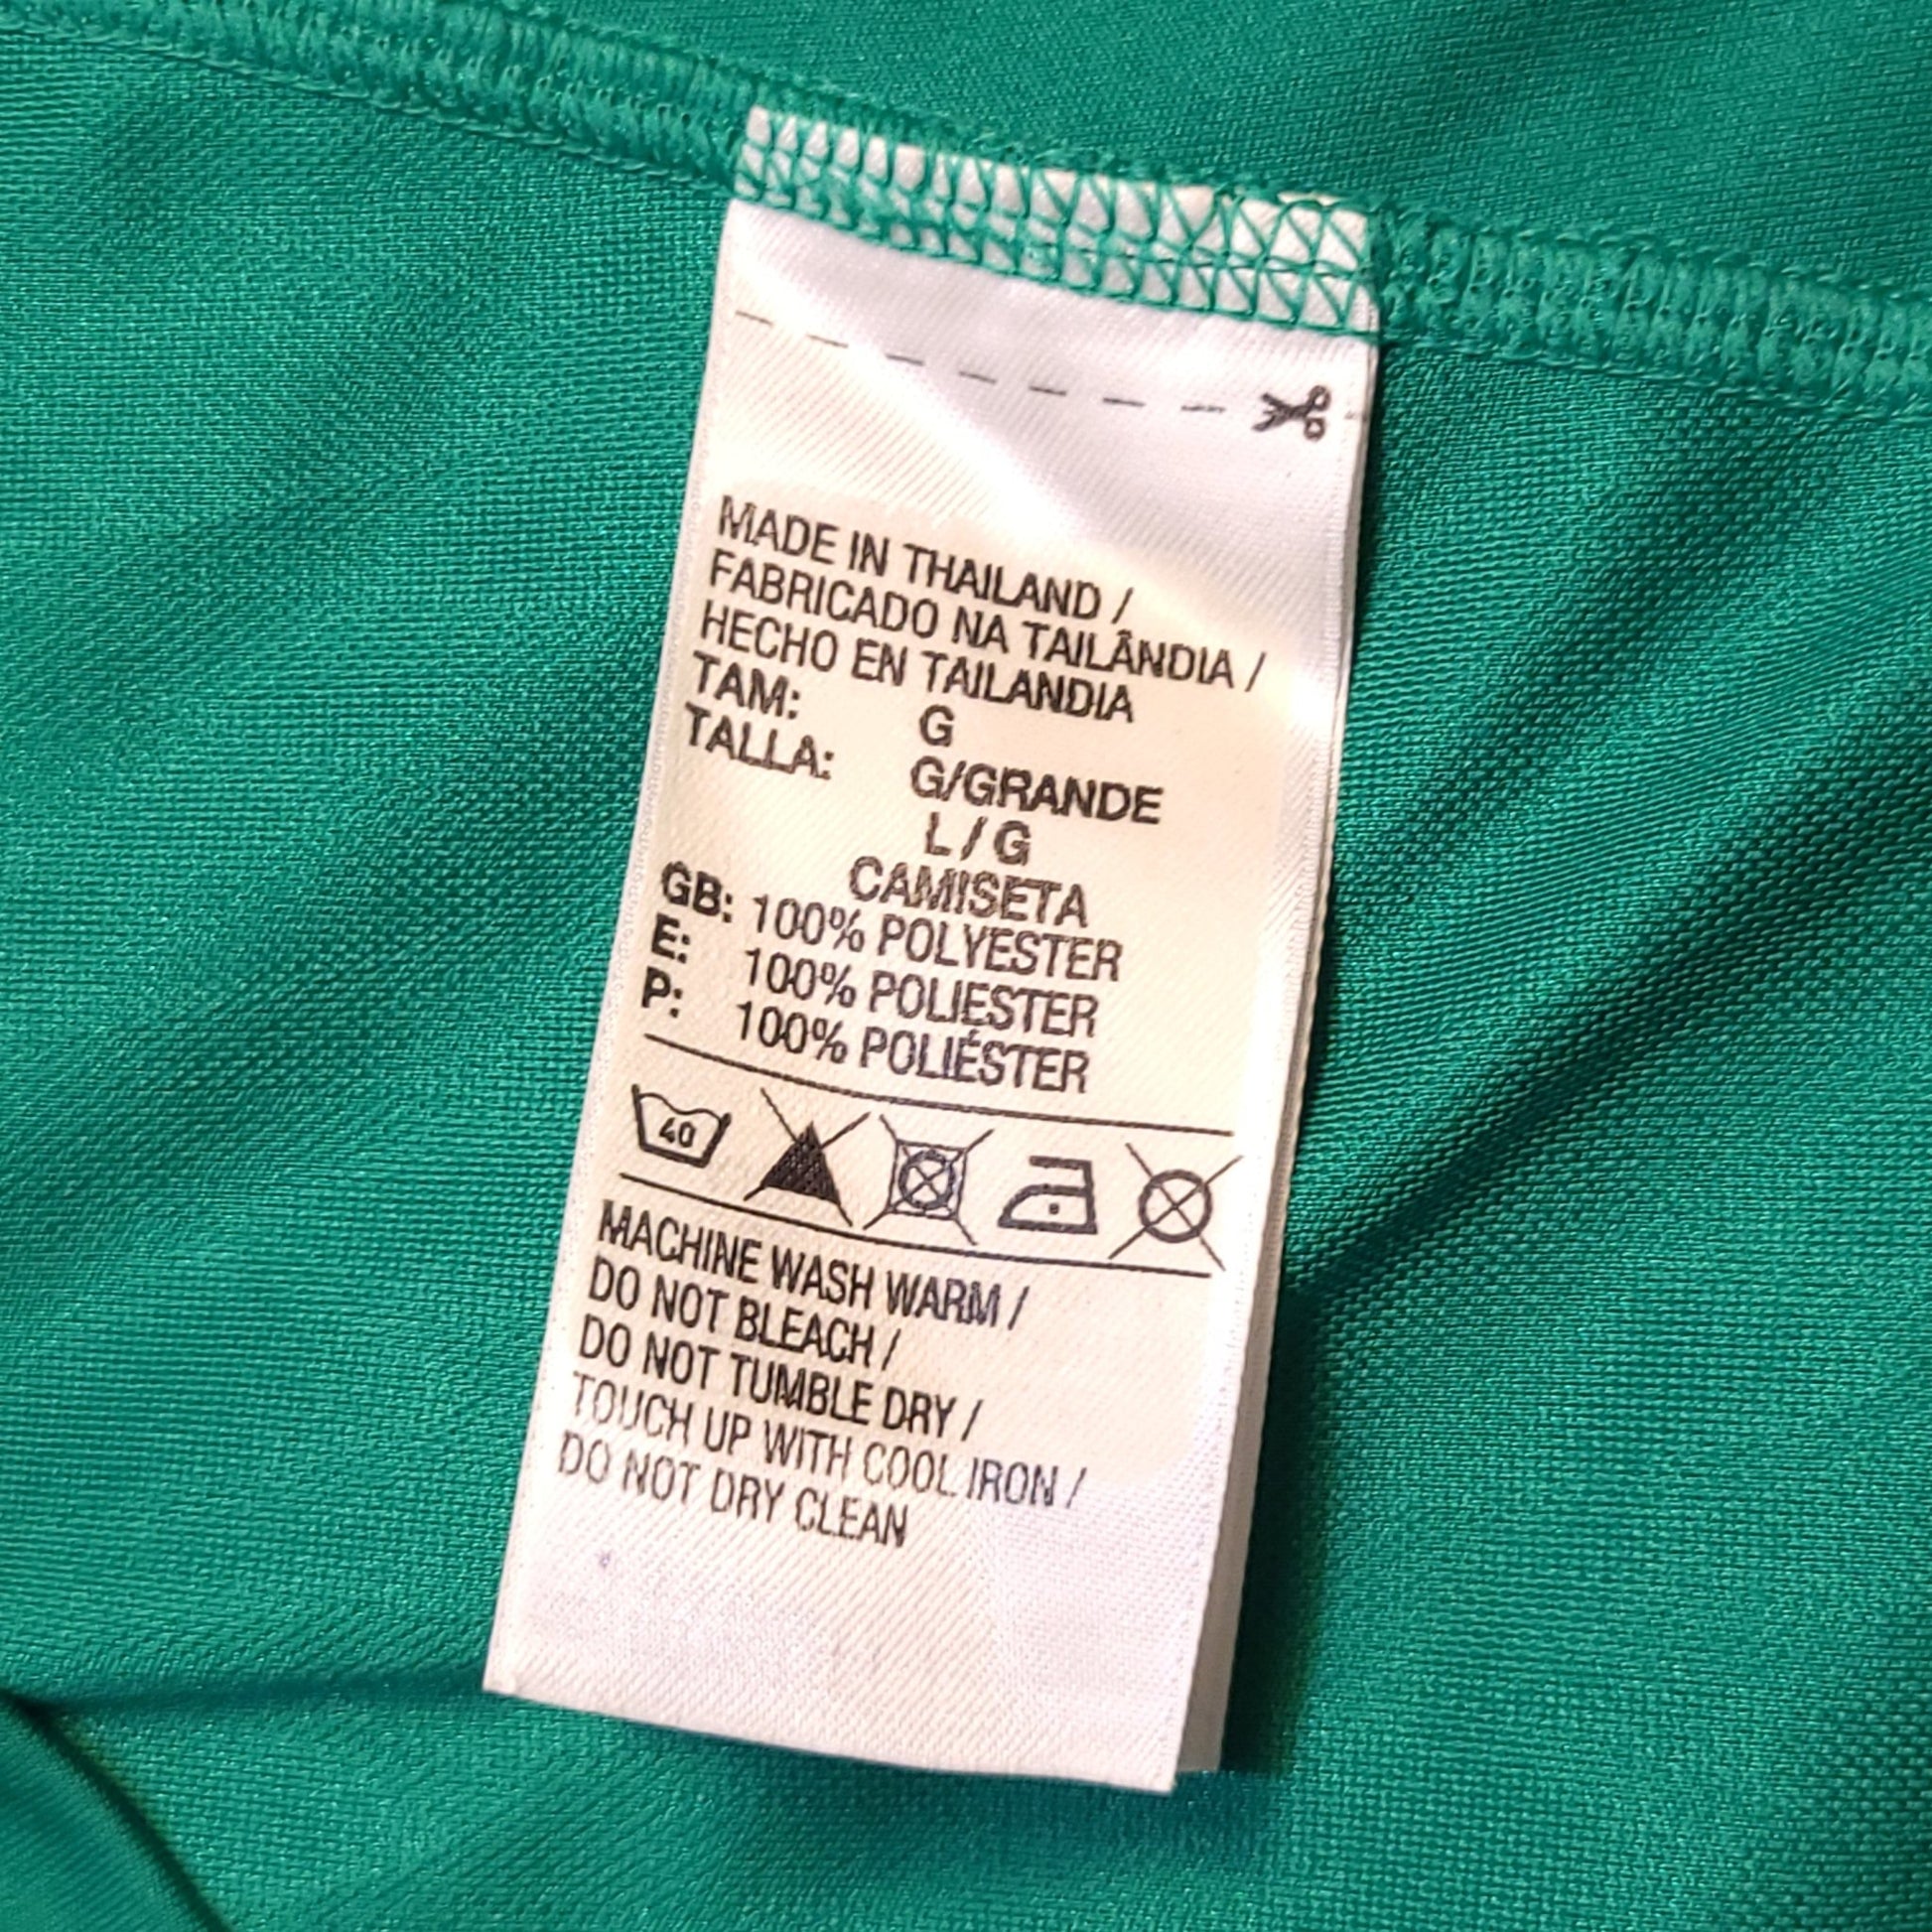 MADE IN THAILAND /
FABRICADO NA TAILÂNDIA /
HECHO EN TAILANDIA
TAM: G
TALLA: G/GRANDE
L / G
CAMISETA
GB: 100% POLYESTER
E: 100% POLIESTER
P: 100% POLIÉSTER
40
MACHINE WASH WARM /
DO NOT BLEACH /
DO NOT TUMBLE DRY /
TOUCH UP WITH COOL IRON /
DO NOT DRY CLEAN